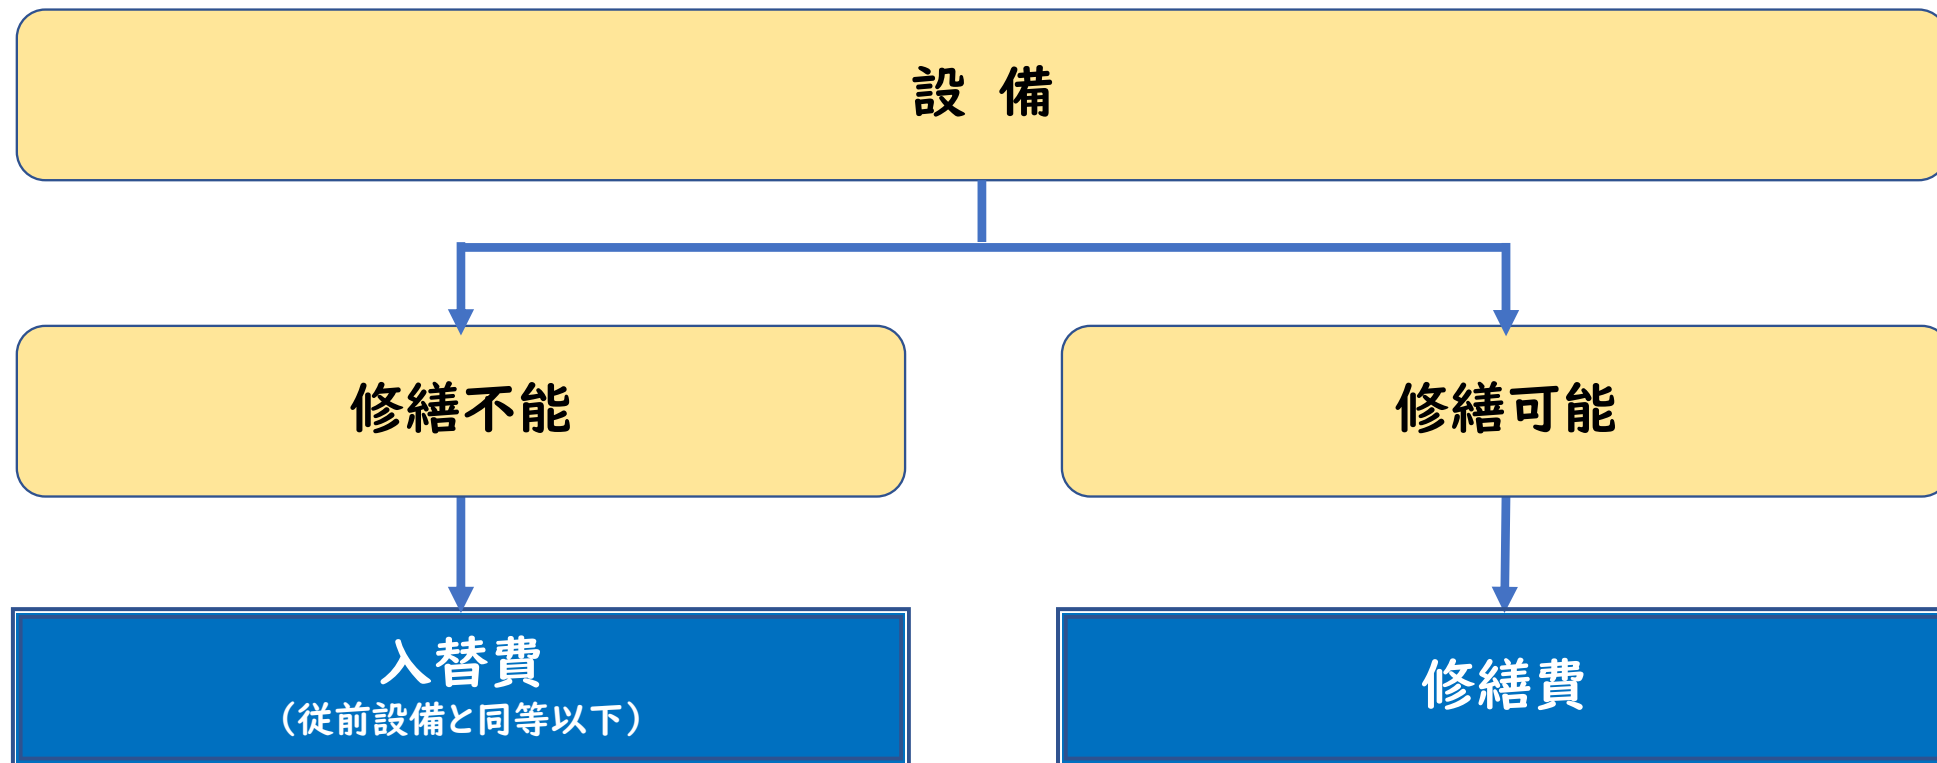 設 備
修繕不能
修繕可能
入替費
（従前設備と同等以下）
修繕費